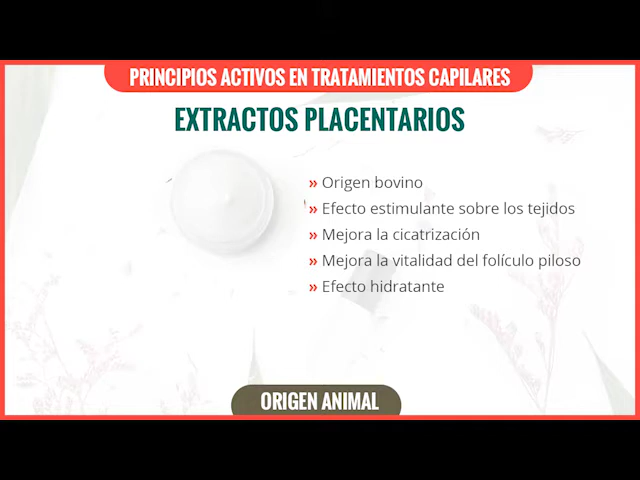 PRINCIPIOS ACTIVOS EN TRATAMIENTOS CAPILARES
EXTRACTOS PLACENTARIOS
» Origen bovino
» Efecto estimulante sobre los tejidos
» Mejora la cicatrización
» Mejora la vitalidad del folículo piloso
» Efecto hidratante
ORIGEN ANIMAL